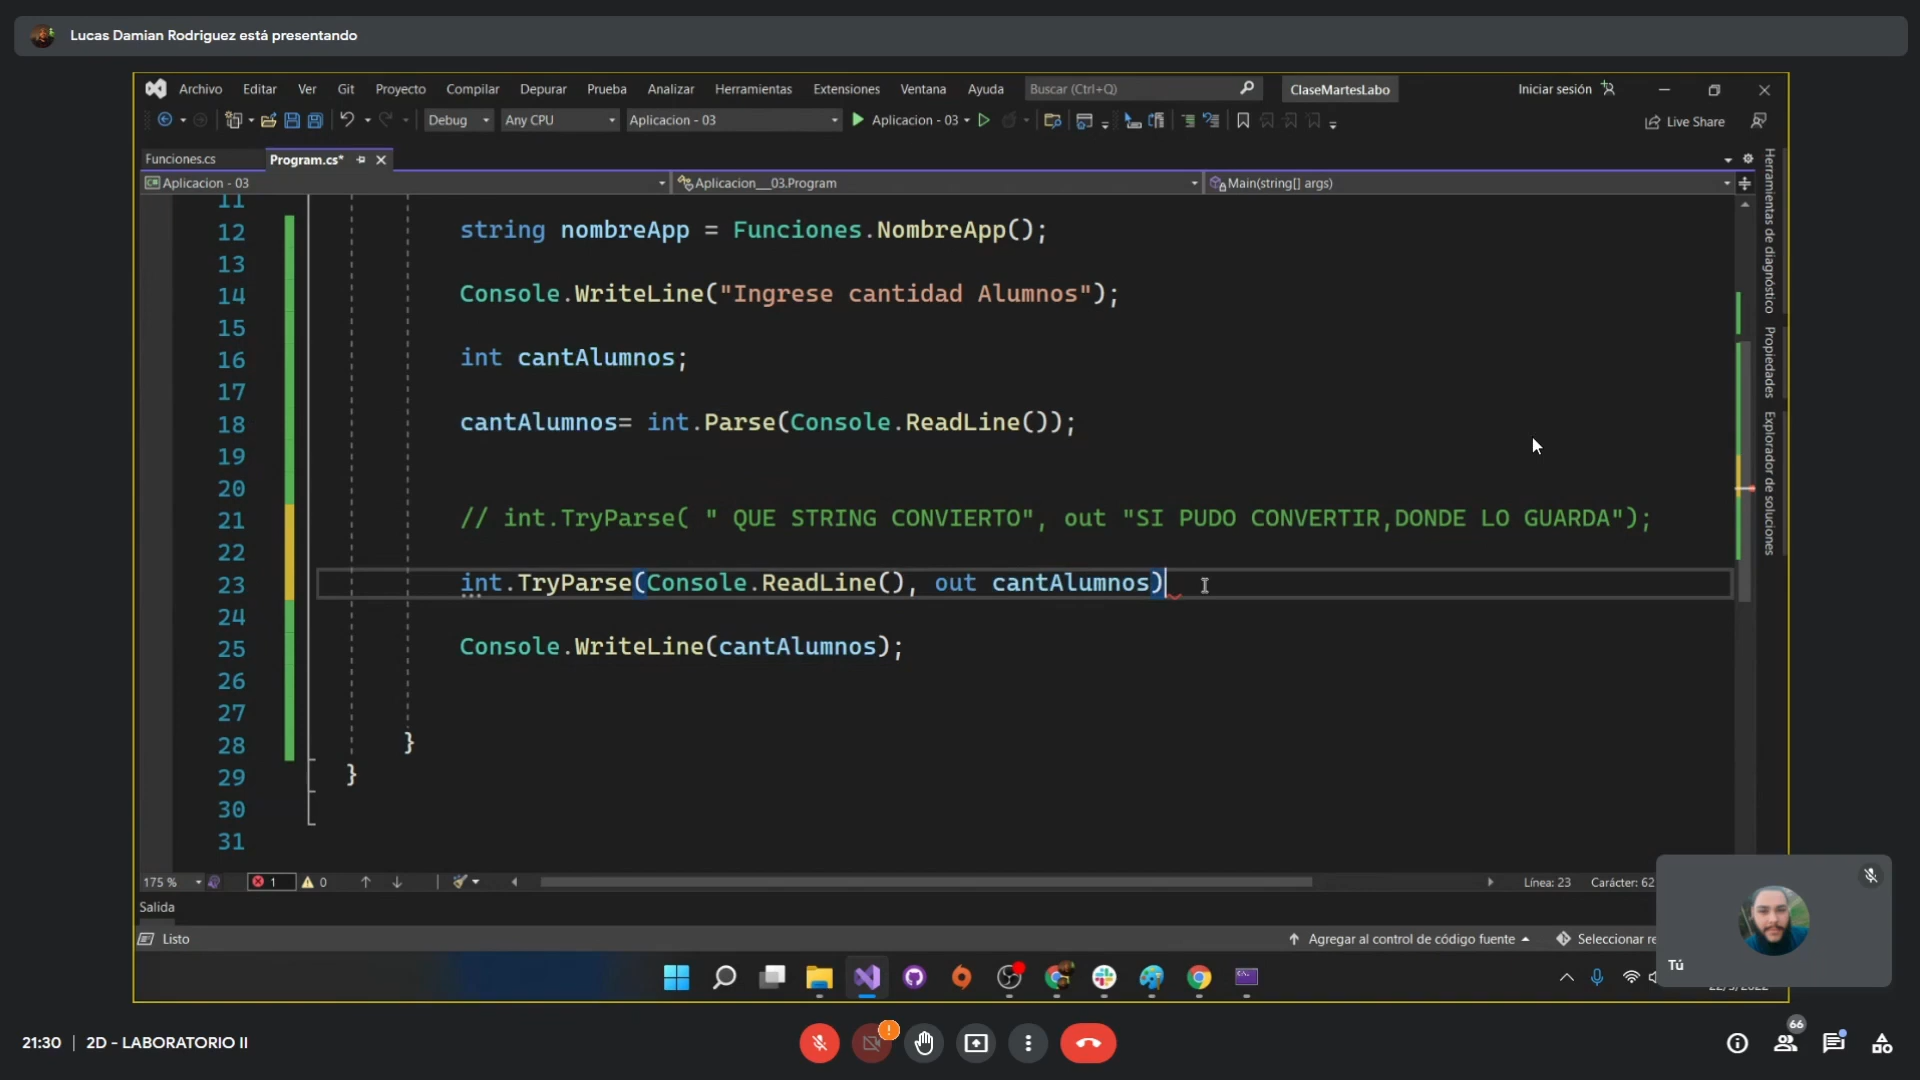 Lucas Damian Rodriguez está presentando
Archivo Editar Ver Git Proyecto Compilar Depurar Prueba Analizar Herramientas Extensiones Ventana Ayuda Buscar (Ctrl+Q) ClaseMartesLabo Iniciar sesión
Debug Any CPU Aplicacion - 03 Aplicacion - 03 Live Share
Funciones.cs Program.cs*
Aplicacion - 03 Aplicacion__03.Program Main(string[] args)
11
12 string nombreApp = Funciones.NombreApp();
13
14 Console.WriteLine("Ingrese cantidad Alumnos");
15
16 int cantAlumnos;
17
18 cantAlumnos= int.Parse(Console.ReadLine());
19
20
21 // int.TryParse( " QUE STRING CONVIERTO", out "SI PUDO CONVERTIR,DONDE LO GUARDA");
22
23 int.TryParse(Console.ReadLine(), out cantAlumnos)
24
25 Console.WriteLine(cantAlumnos);
26
27
28 }
29 }
30
31
Herramientas de diagnóstico
Propiedades
Explorador de soluciones
175 % 1 0 Línea: 23 Carácter: 62
Salida
Listo Agregar al control de código fuente Seleccionar re
Tú
21:30 | 2D - LABORATORIO II
66